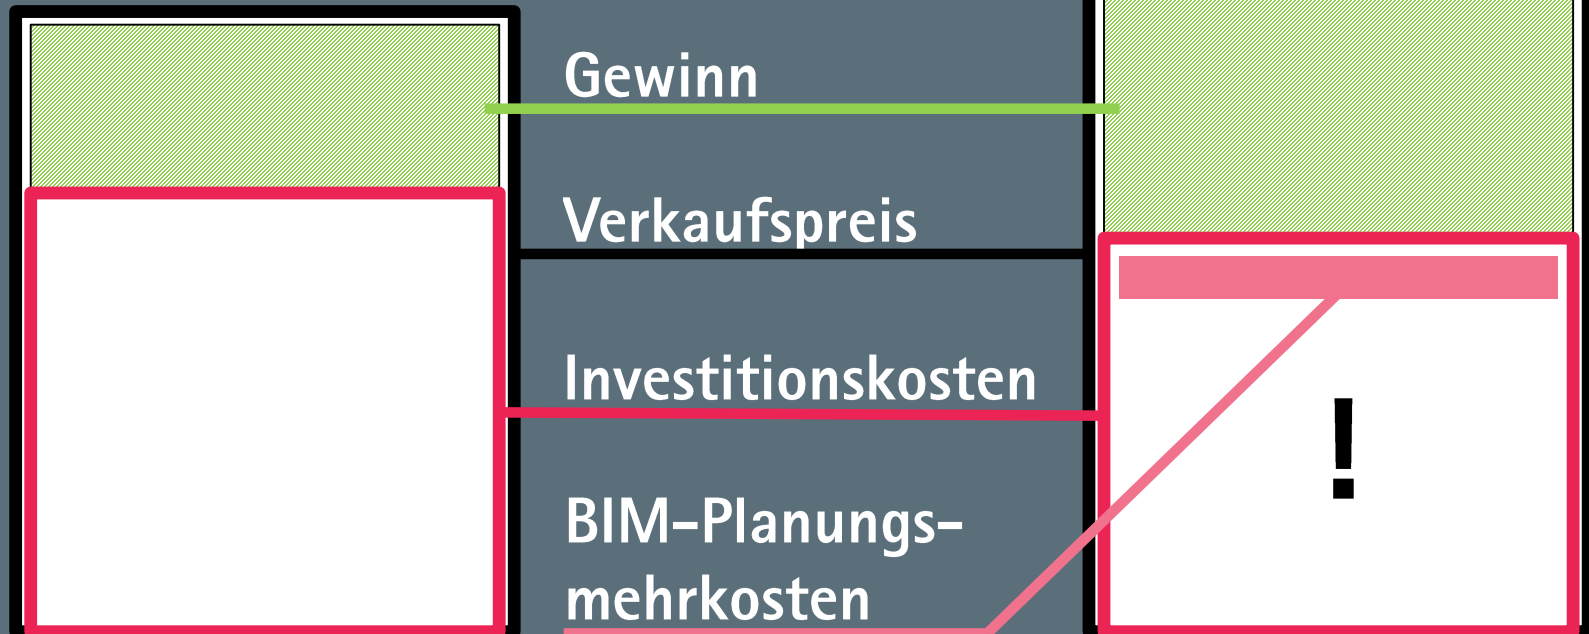 Gewinn
Verkaufspreis
Investitionskosten
BIM-Planungs-
mehrkosten
!